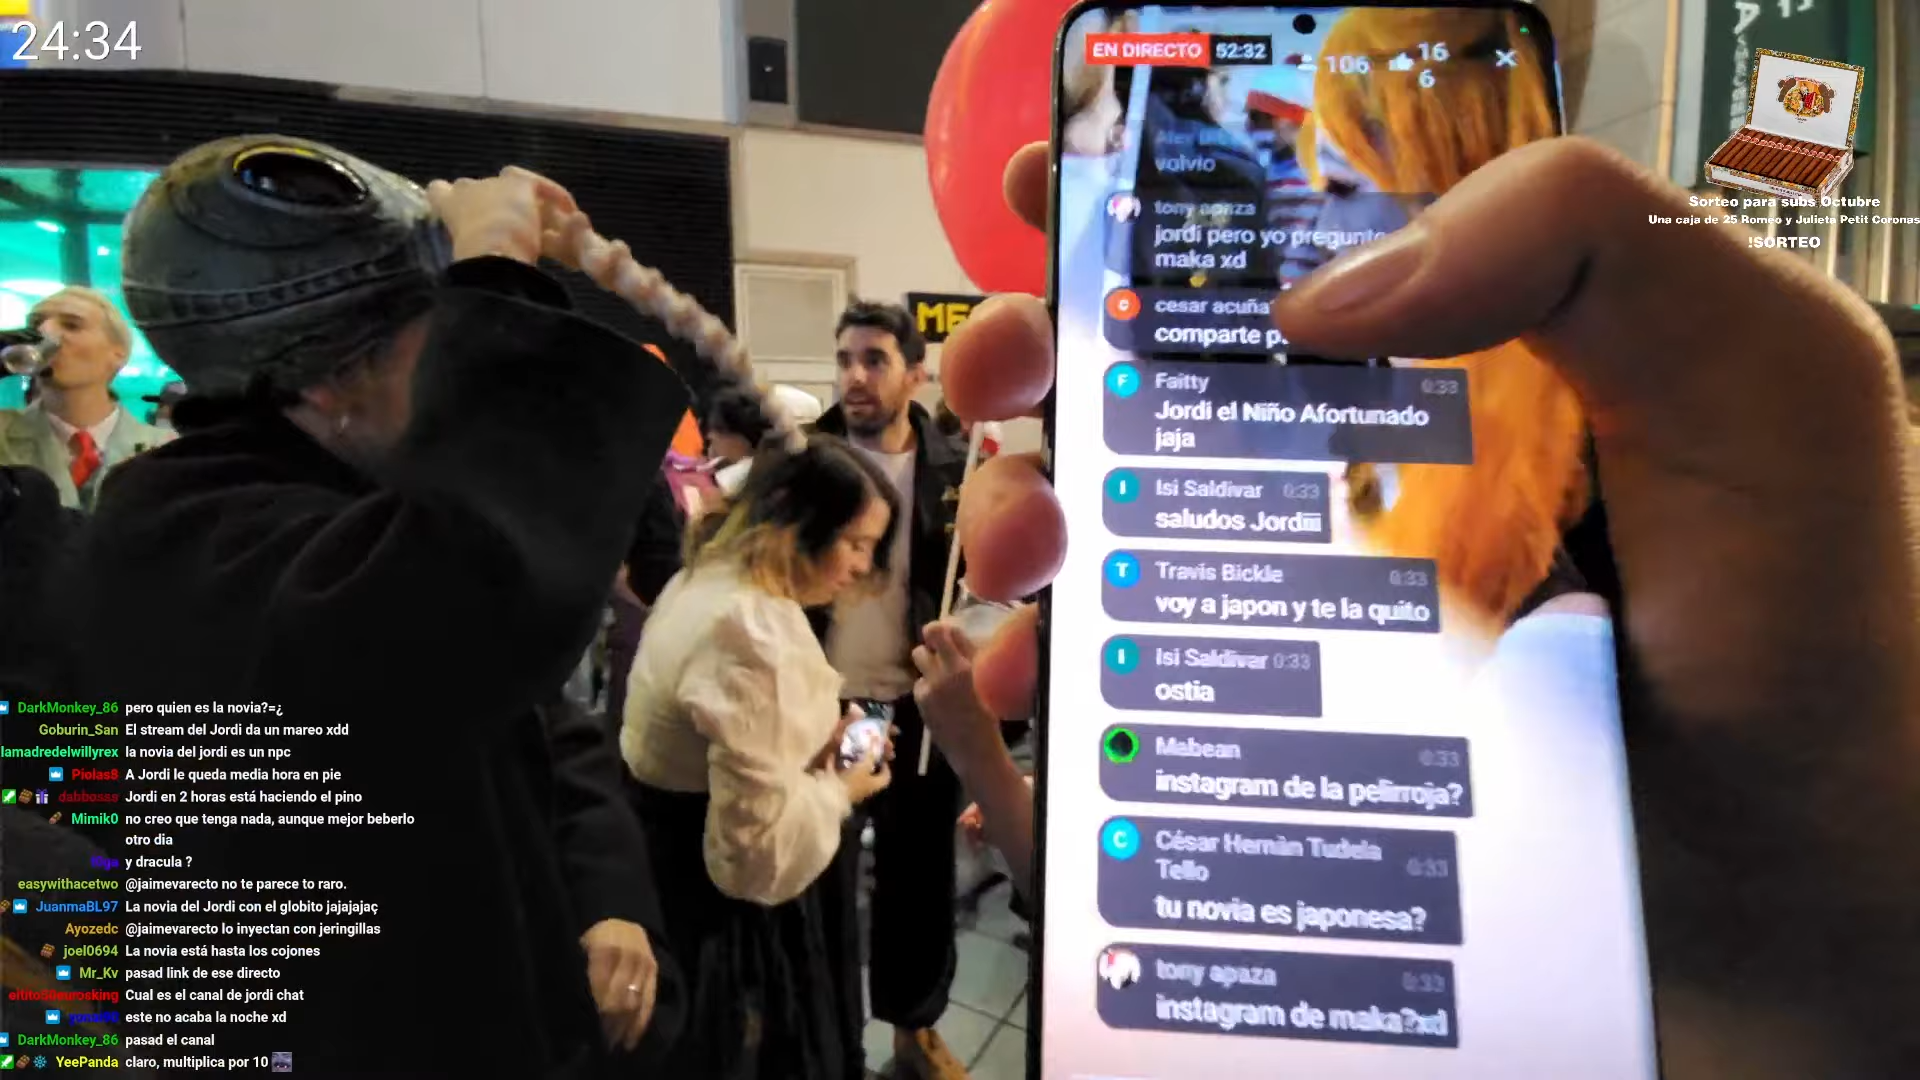 24:34
EN DIRECTO 52:32
106
16
6
volvio
tony apaza
jordi pero yo pregunte
maka xd
cesar acuña
comparte
Faitty 0:33
Jordi el Niño Afortunado
jaja
Isi Saldivar 0:33
saludos Jordiii
Travis Bickle 0:33
voy a japon y te la quito
Isi Saldivar 0:33
ostia
Mabean 0:33
instagram de la pelirroja?
César Hernàn Tudela
Tello 0:33
tu novia es japonesa?
tony apaza 0:33
instagram de maka?xd
Sorteo para subs Octubre
Una caja de 25 Romeo y Julieta Petit Coronas
!SORTEO
DarkMonkey_86 pero quien es la novia?=¿
Goburin_San El stream del Jordi da un mareo xdd
lamadredelwillyrex la novia del jordi es un npc
Piolas8 A Jordi le queda media hora en pie
dabbosss Jordi en 2 horas está haciendo el pino
Mimik0 no creo que tenga nada, aunque mejor beberlo
otro dia
y dracula ?
easywithacetwo @jaimevarecto no te parece to raro.
JuanmaBL97 La novia del Jordi con el globito jajajajaç
Ayozedc @jaimevarecto lo inyectan con jeringillas
joel0694 La novia está hasta los cojones
Mr_Kv pasad link de ese directo
Cual es el canal de jordi chat
este no acaba la noche xd
DarkMonkey_86 pasad el canal
YeePanda claro, multiplica por 10